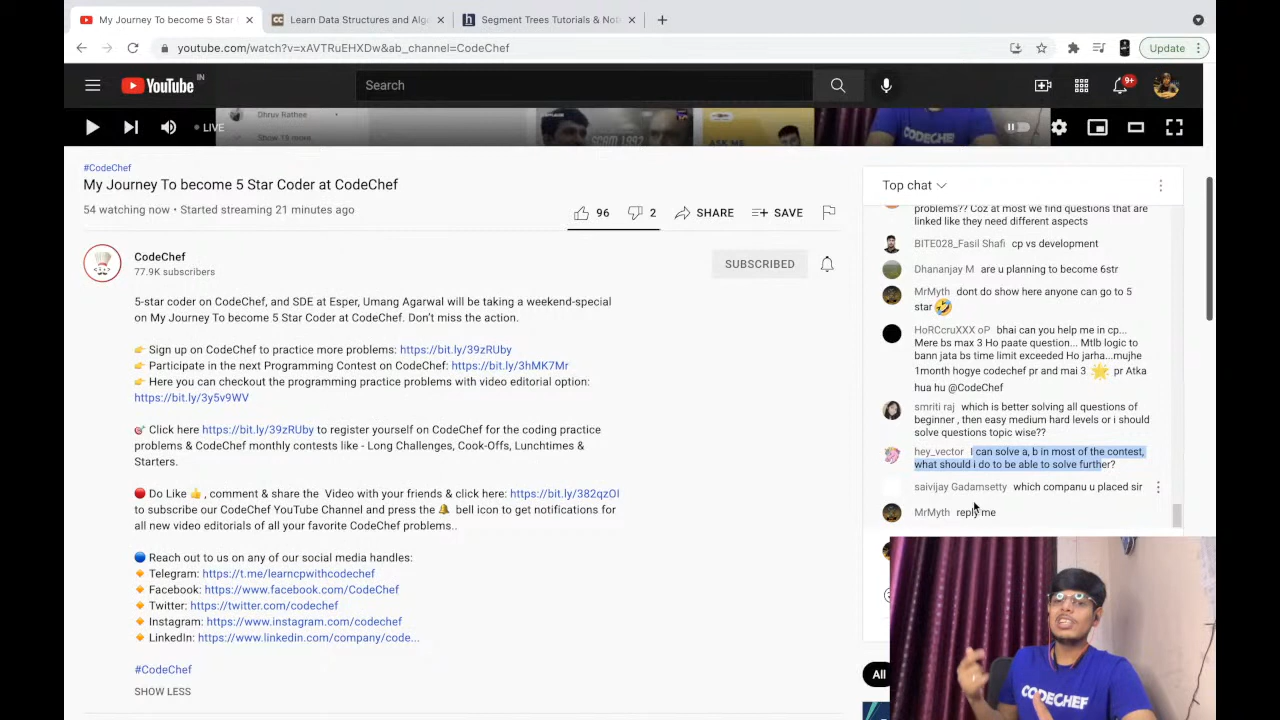 My Journey To become 5 Star
Learn Data Structures and Alg
Segment Trees Tutorials & Not
youtube.com/watch?v=xAVTRuEHXDw&ab_channel=CodeChef
Update
YouTube IN
Search
9+
Dhruv Rathee
Show 19 more
LIVE
SCAM 1992
ASK ME
CODECHEF
#CodeChef
My Journey To become 5 Star Coder at CodeChef
54 watching now • Started streaming 21 minutes ago
96
2
SHARE
SAVE
CodeChef
77.9K subscribers
SUBSCRIBED
5-star coder on CodeChef, and SDE at Esper, Umang Agarwal will be taking a weekend-special
on My Journey To become 5 Star Coder at CodeChef. Don't miss the action.
👉 Sign up on CodeChef to practice more problems: https://bit.ly/39zRUby
👉 Participate in the next Programming Contest on CodeChef: https://bit.ly/3hMK7Mr
👉 Here you can checkout the programming practice problems with video editorial option:
https://bit.ly/3y5v9WV
🎯 Click here https://bit.ly/39zRUby to register yourself on CodeChef for the coding practice
problems & CodeChef monthly contests like - Long Challenges, Cook-Offs, Lunchtimes &
Starters.
🔴 Do Like 👍, comment & share the Video with your friends & click here: https://bit.ly/382qzOI
to subscribe our CodeChef YouTube Channel and press the 🔔 bell icon to get notifications for
all new video editorials of all your favorite CodeChef problems..
🔵 Reach out to us on any of our social media handles:
🔸 Telegram: https://t.me/learncpwithcodechef
🔸 Facebook: https://www.facebook.com/CodeChef
🔸 Twitter: https://twitter.com/codechef
🔸 Instagram: https://www.instagram.com/codechef
🔸 LinkedIn: https://www.linkedin.com/company/code...
#CodeChef
SHOW LESS
Top chat
problems?? Coz at most we find questions that are
linked like they need different aspects
BITE028_Fasil Shafi cp vs development
Dhananjay M are u planning to become 6str
MrMyth dont do show here anyone can go to 5
star 🤣
HoRCcruXXX oP bhai can you help me in cp...
Mere bs max 3 Ho paate question... Mtlb logic to
bann jata bs time limit exceeded Ho jarha...mujhe
1month hogye codechef pr and mai 3 🌟 pr Atka
hua hu @CodeChef
smriti raj which is better solving all questions of
beginner , then easy medium hard levels or i should
solve questions topic wise??
hey_vector I can solve a, b in most of the contest,
what should i do to be able to solve further?
saivijay Gadamsetty which companu u placed sir
MrMyth reply me
All
CODECHEF